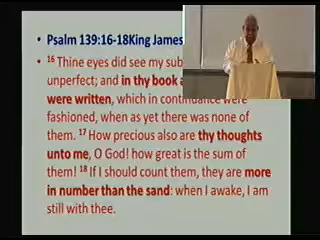 Psalm 139:16-18King James
16 Thine eyes did see my sub
unperfect; and in thy book
were written, which in continuance were
fashioned, when as yet there was none of
them. 17 How precious also are thy thoughts
unto me, O God! how great is the sum of
them! 18 If I should count them, they are more
in number than the sand: when I awake, I am
still with thee.